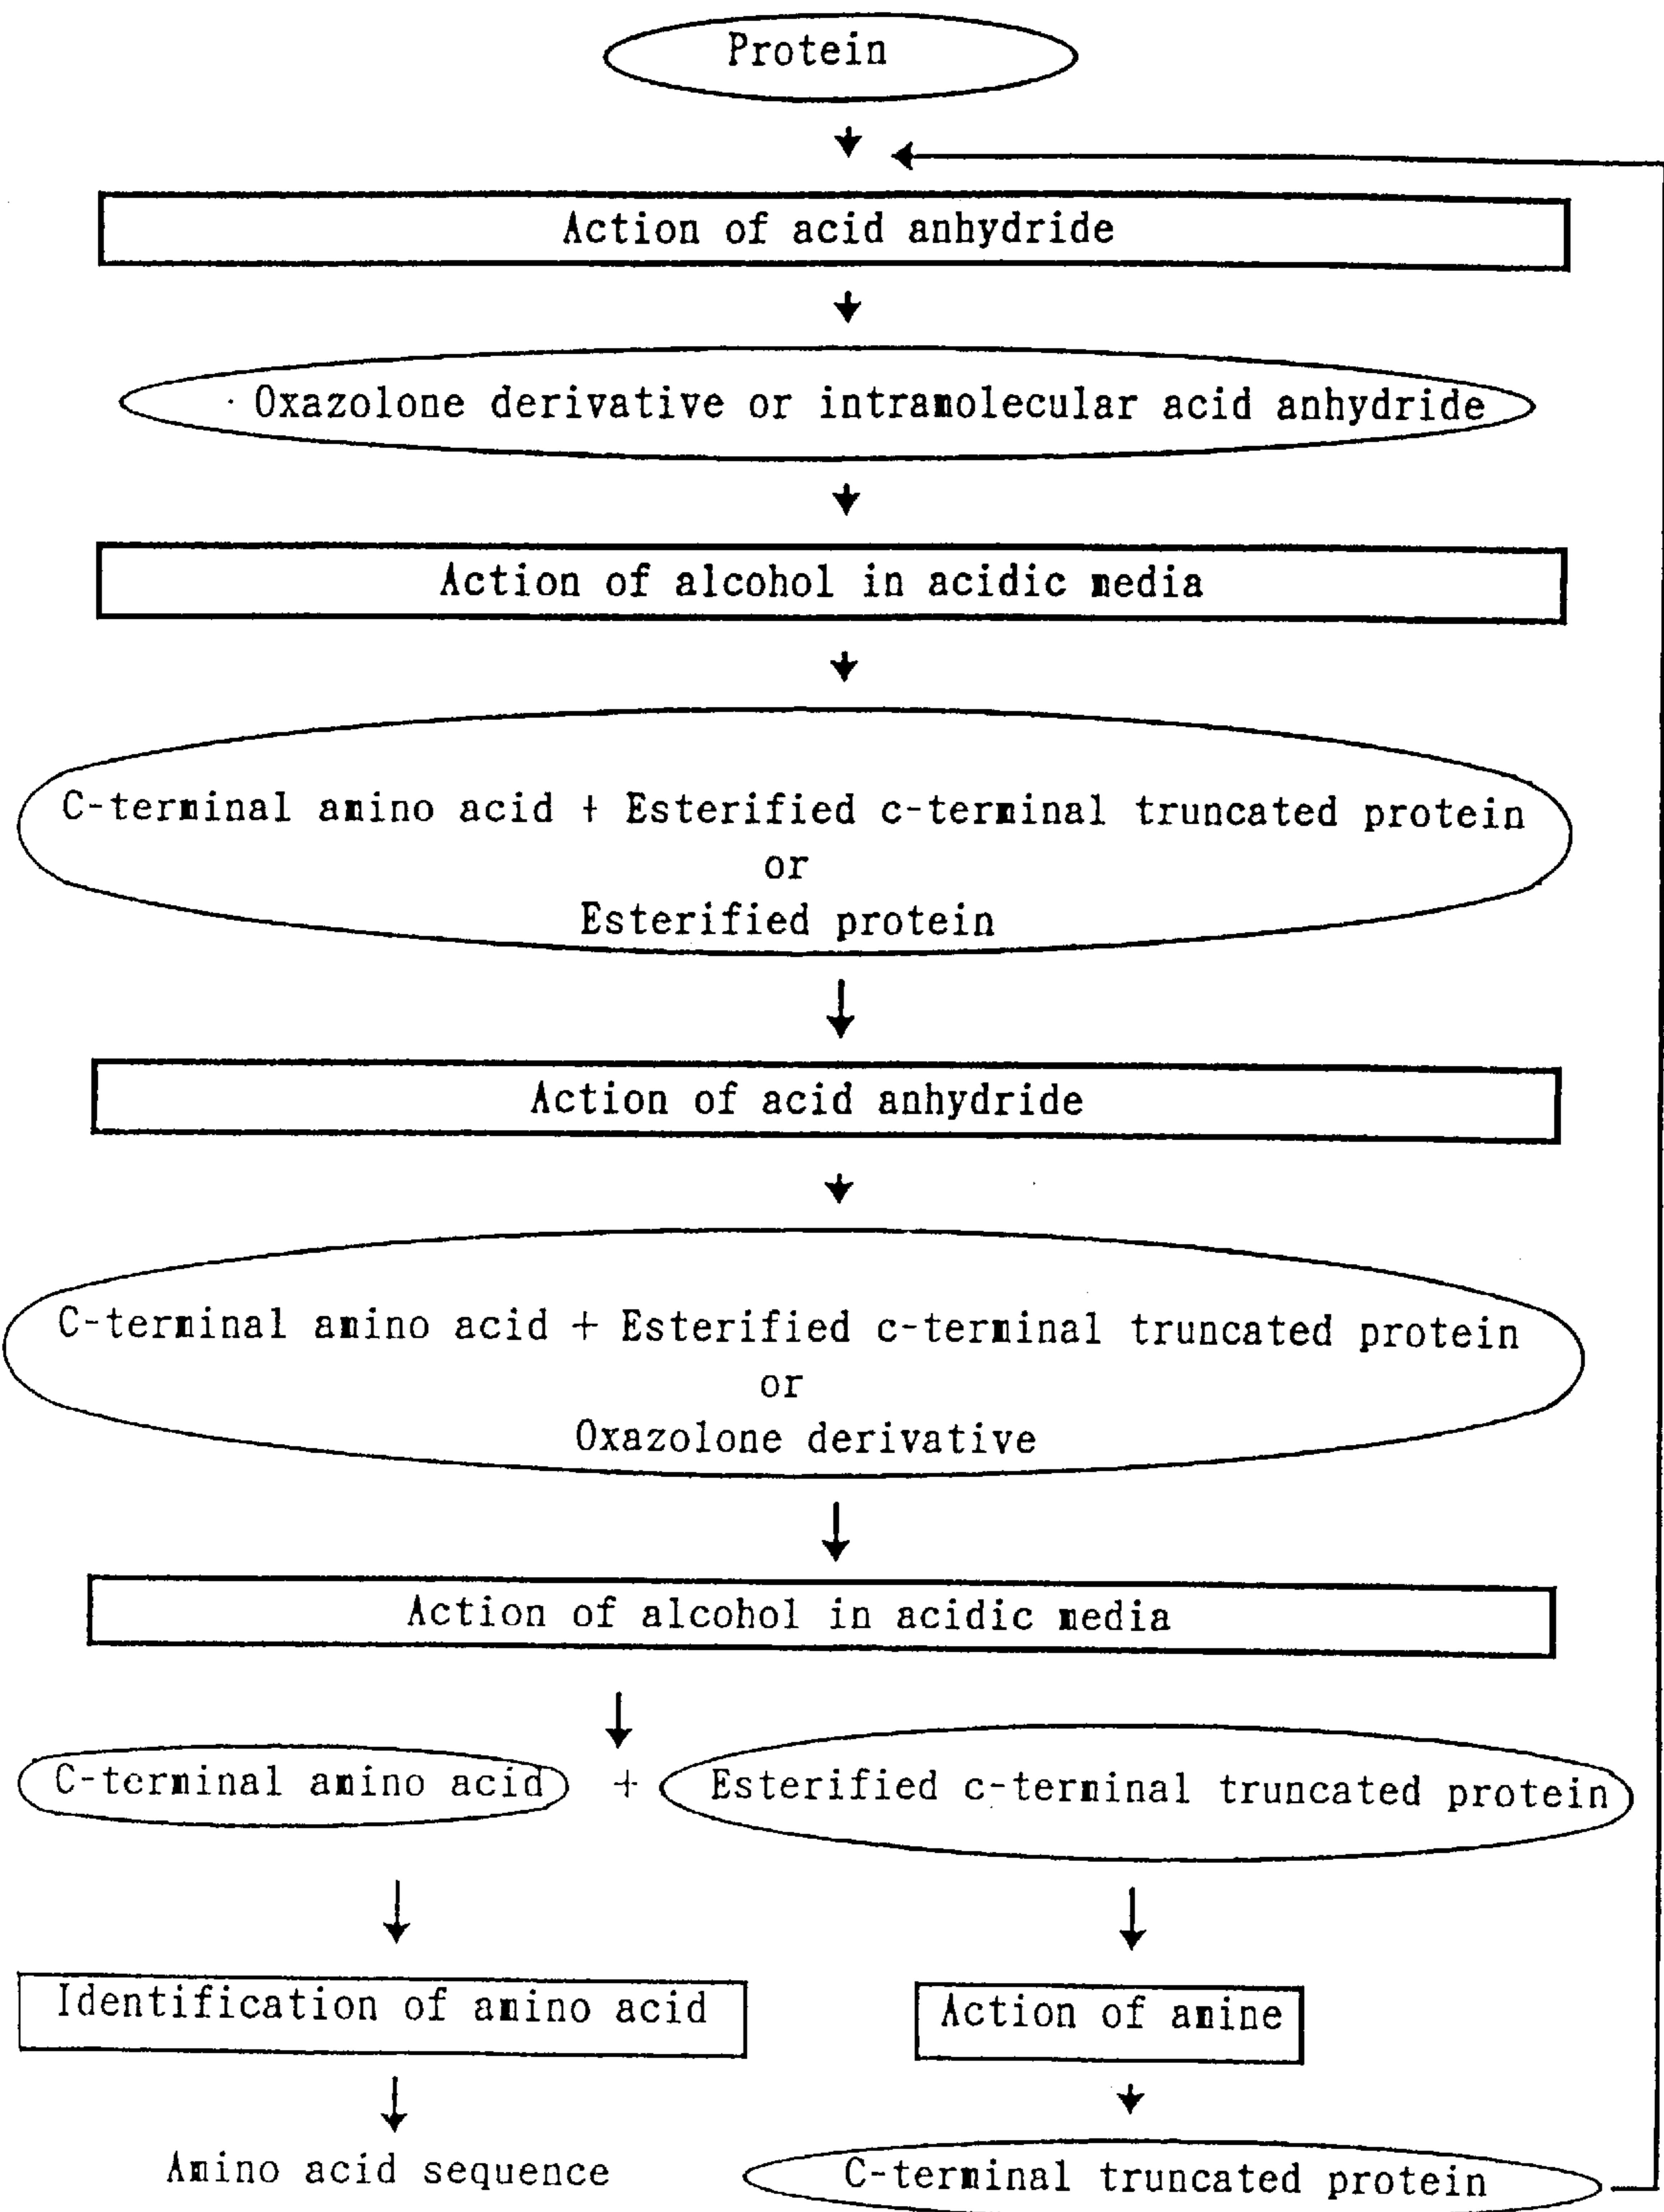 Protein
Action of acid anhydride
Oxazolone derivative or intramolecular acid anhydride
Action of alcohol in acidic media
C-terminal amino acid + Esterified c-terminal truncated protein
or
Esterified protein
Action of acid anhydride
C-terminal amino acid + Esterified c-terminal truncated protein
or
Oxazolone derivative
Action of alcohol in acidic media
C-terminal amino acid + Esterified c-terminal truncated protein
Identification of amino acid
Action of amine
Amino acid sequence
C-terminal truncated protein